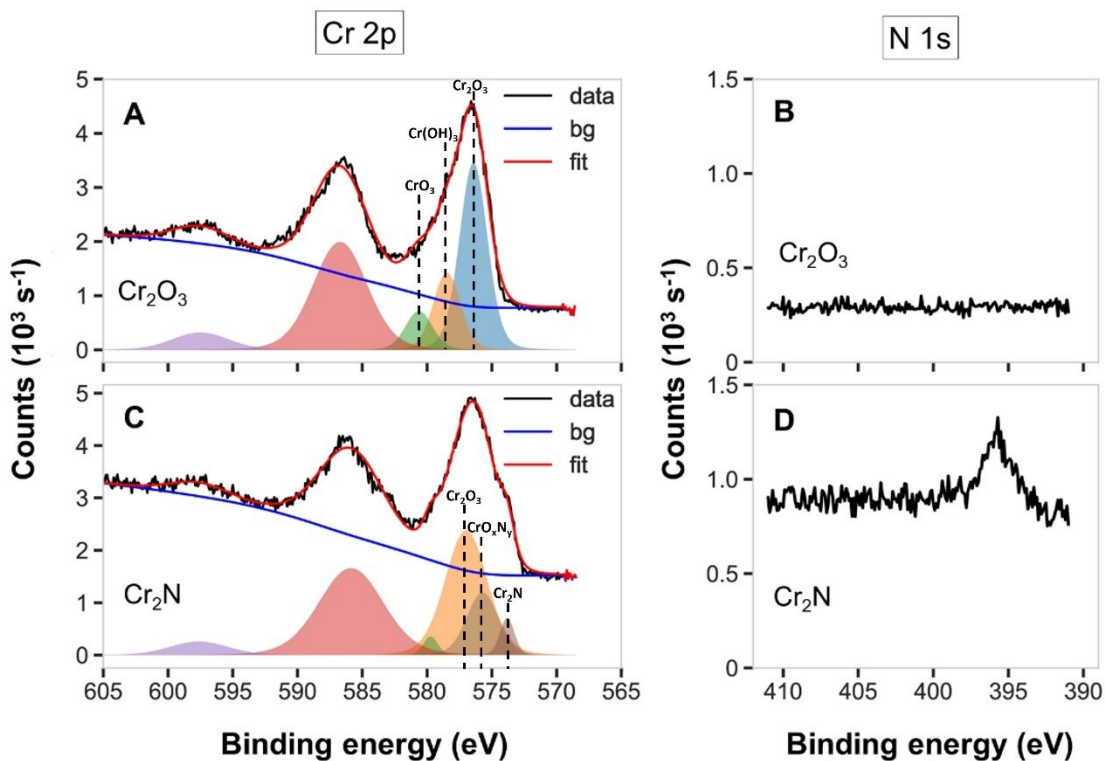 Cr 2p
N 1s
A
data
bg
fit
Cr₂O₃
Cr(OH)₃
CrO₃
Cr₂O₃
5
4
3
2
1
0
B
Cr₂O₃
1.5
1.0
0.5
0
C
data
bg
fit
Cr₂O₃
CrOₓNᵧ
Cr₂N
Cr₂N
5
4
3
2
1
0
D
Cr₂N
1.5
1.0
0.5
0
Counts (10³ s⁻¹)
Counts (10³ s⁻¹)
605 600 595 590 585 580 575 570 565
410 405 400 395 390
Binding energy (eV)
Binding energy (eV)